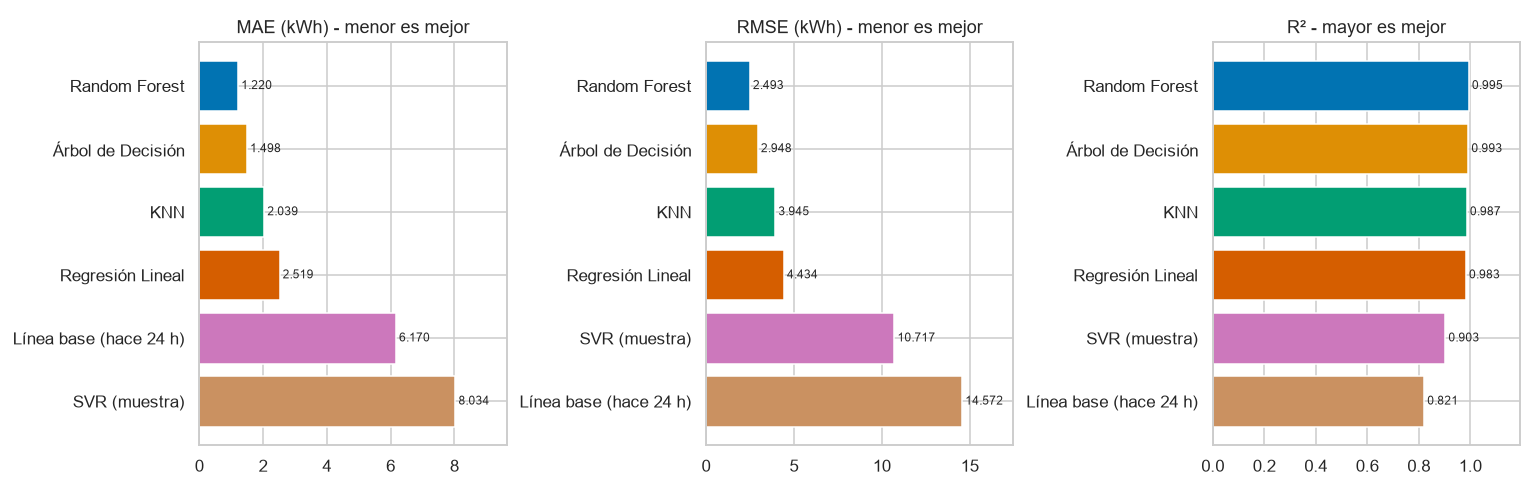 MAE (kWh) - menor es mejor
Random Forest
1.220
Árbol de Decisión
1.498
KNN
2.039
Regresión Lineal
2.519
Línea base (hace 24 h)
6.170
SVR (muestra)
8.034
0 2 4 6 8
RMSE (kWh) - menor es mejor
Random Forest
2.493
Árbol de Decisión
2.948
KNN
3.945
Regresión Lineal
4.434
SVR (muestra)
10.717
Línea base (hace 24 h)
14.572
0 5 10 15
R² - mayor es mejor
Random Forest
0.995
Árbol de Decisión
0.993
KNN
0.987
Regresión Lineal
0.983
SVR (muestra)
0.903
Línea base (hace 24 h)
0.821
0.0 0.2 0.4 0.6 0.8 1.0